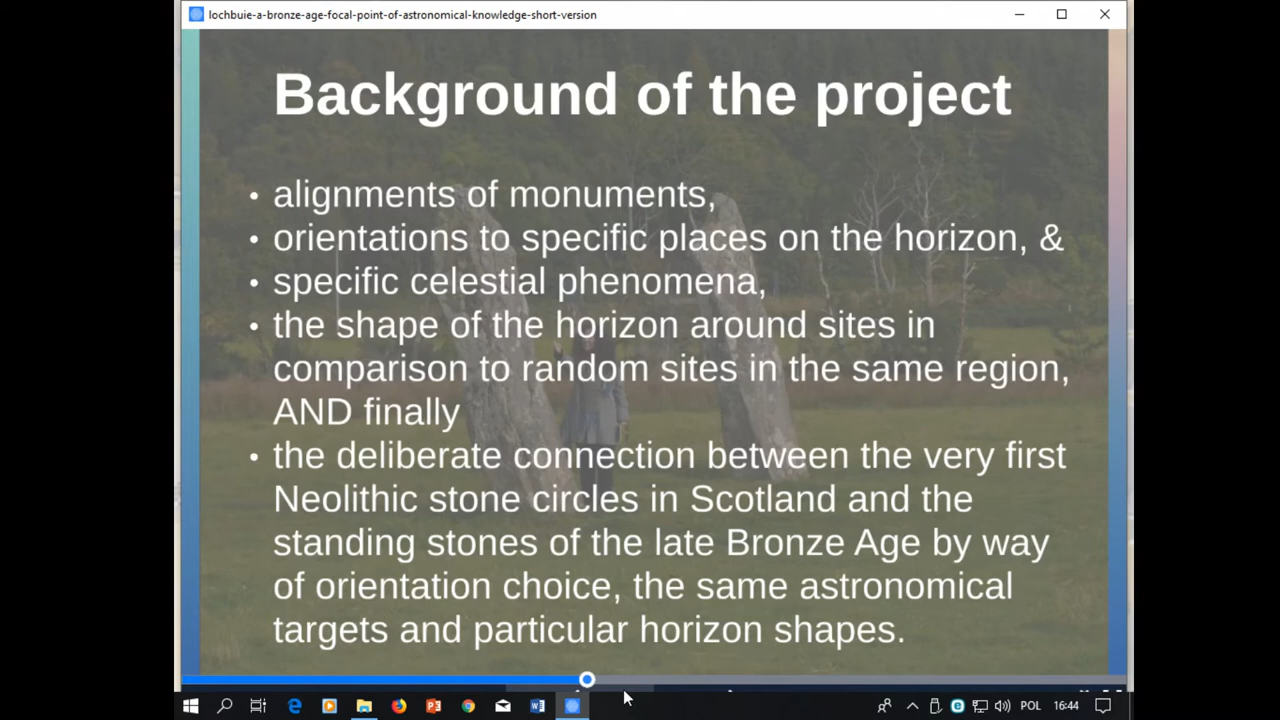 lochbuie-a-bronze-age-focal-point-of-astronomical-knowledge-short-version
Background of the project
• alignments of monuments,
• orientations to specific places on the horizon, &
• specific celestial phenomena,
• the shape of the horizon around sites in
comparison to random sites in the same region,
AND finally
• the deliberate connection between the very first
Neolithic stone circles in Scotland and the
standing stones of the late Bronze Age by way
of orientation choice, the same astronomical
targets and particular horizon shapes.
POL 16:44